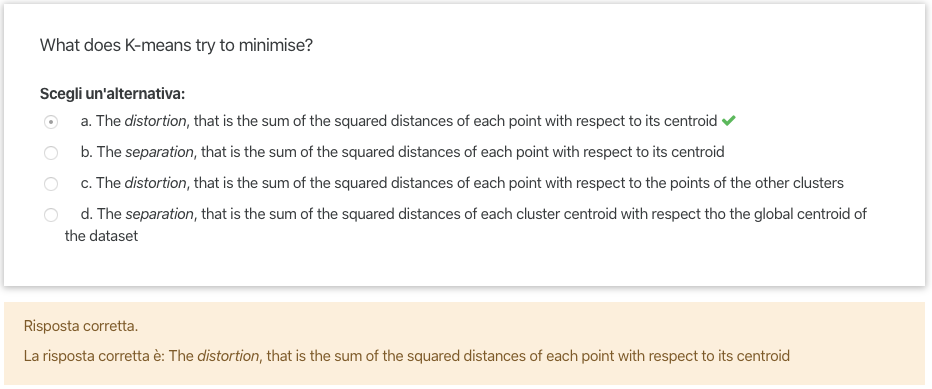 What does K-means try to minimise?
Scegli un'alternativa:
a. The distortion, that is the sum of the squared distances of each point with respect to its centroid
b. The separation, that is the sum of the squared distances of each point with respect to its centroid
c. The distortion, that is the sum of the squared distances of each point with respect to the points of the other clusters
d. The separation, that is the sum of the squared distances of each cluster centroid with respect tho the global centroid of
the dataset
Risposta corretta.
La risposta corretta è: The distortion, that is the sum of the squared distances of each point with respect to its centroid